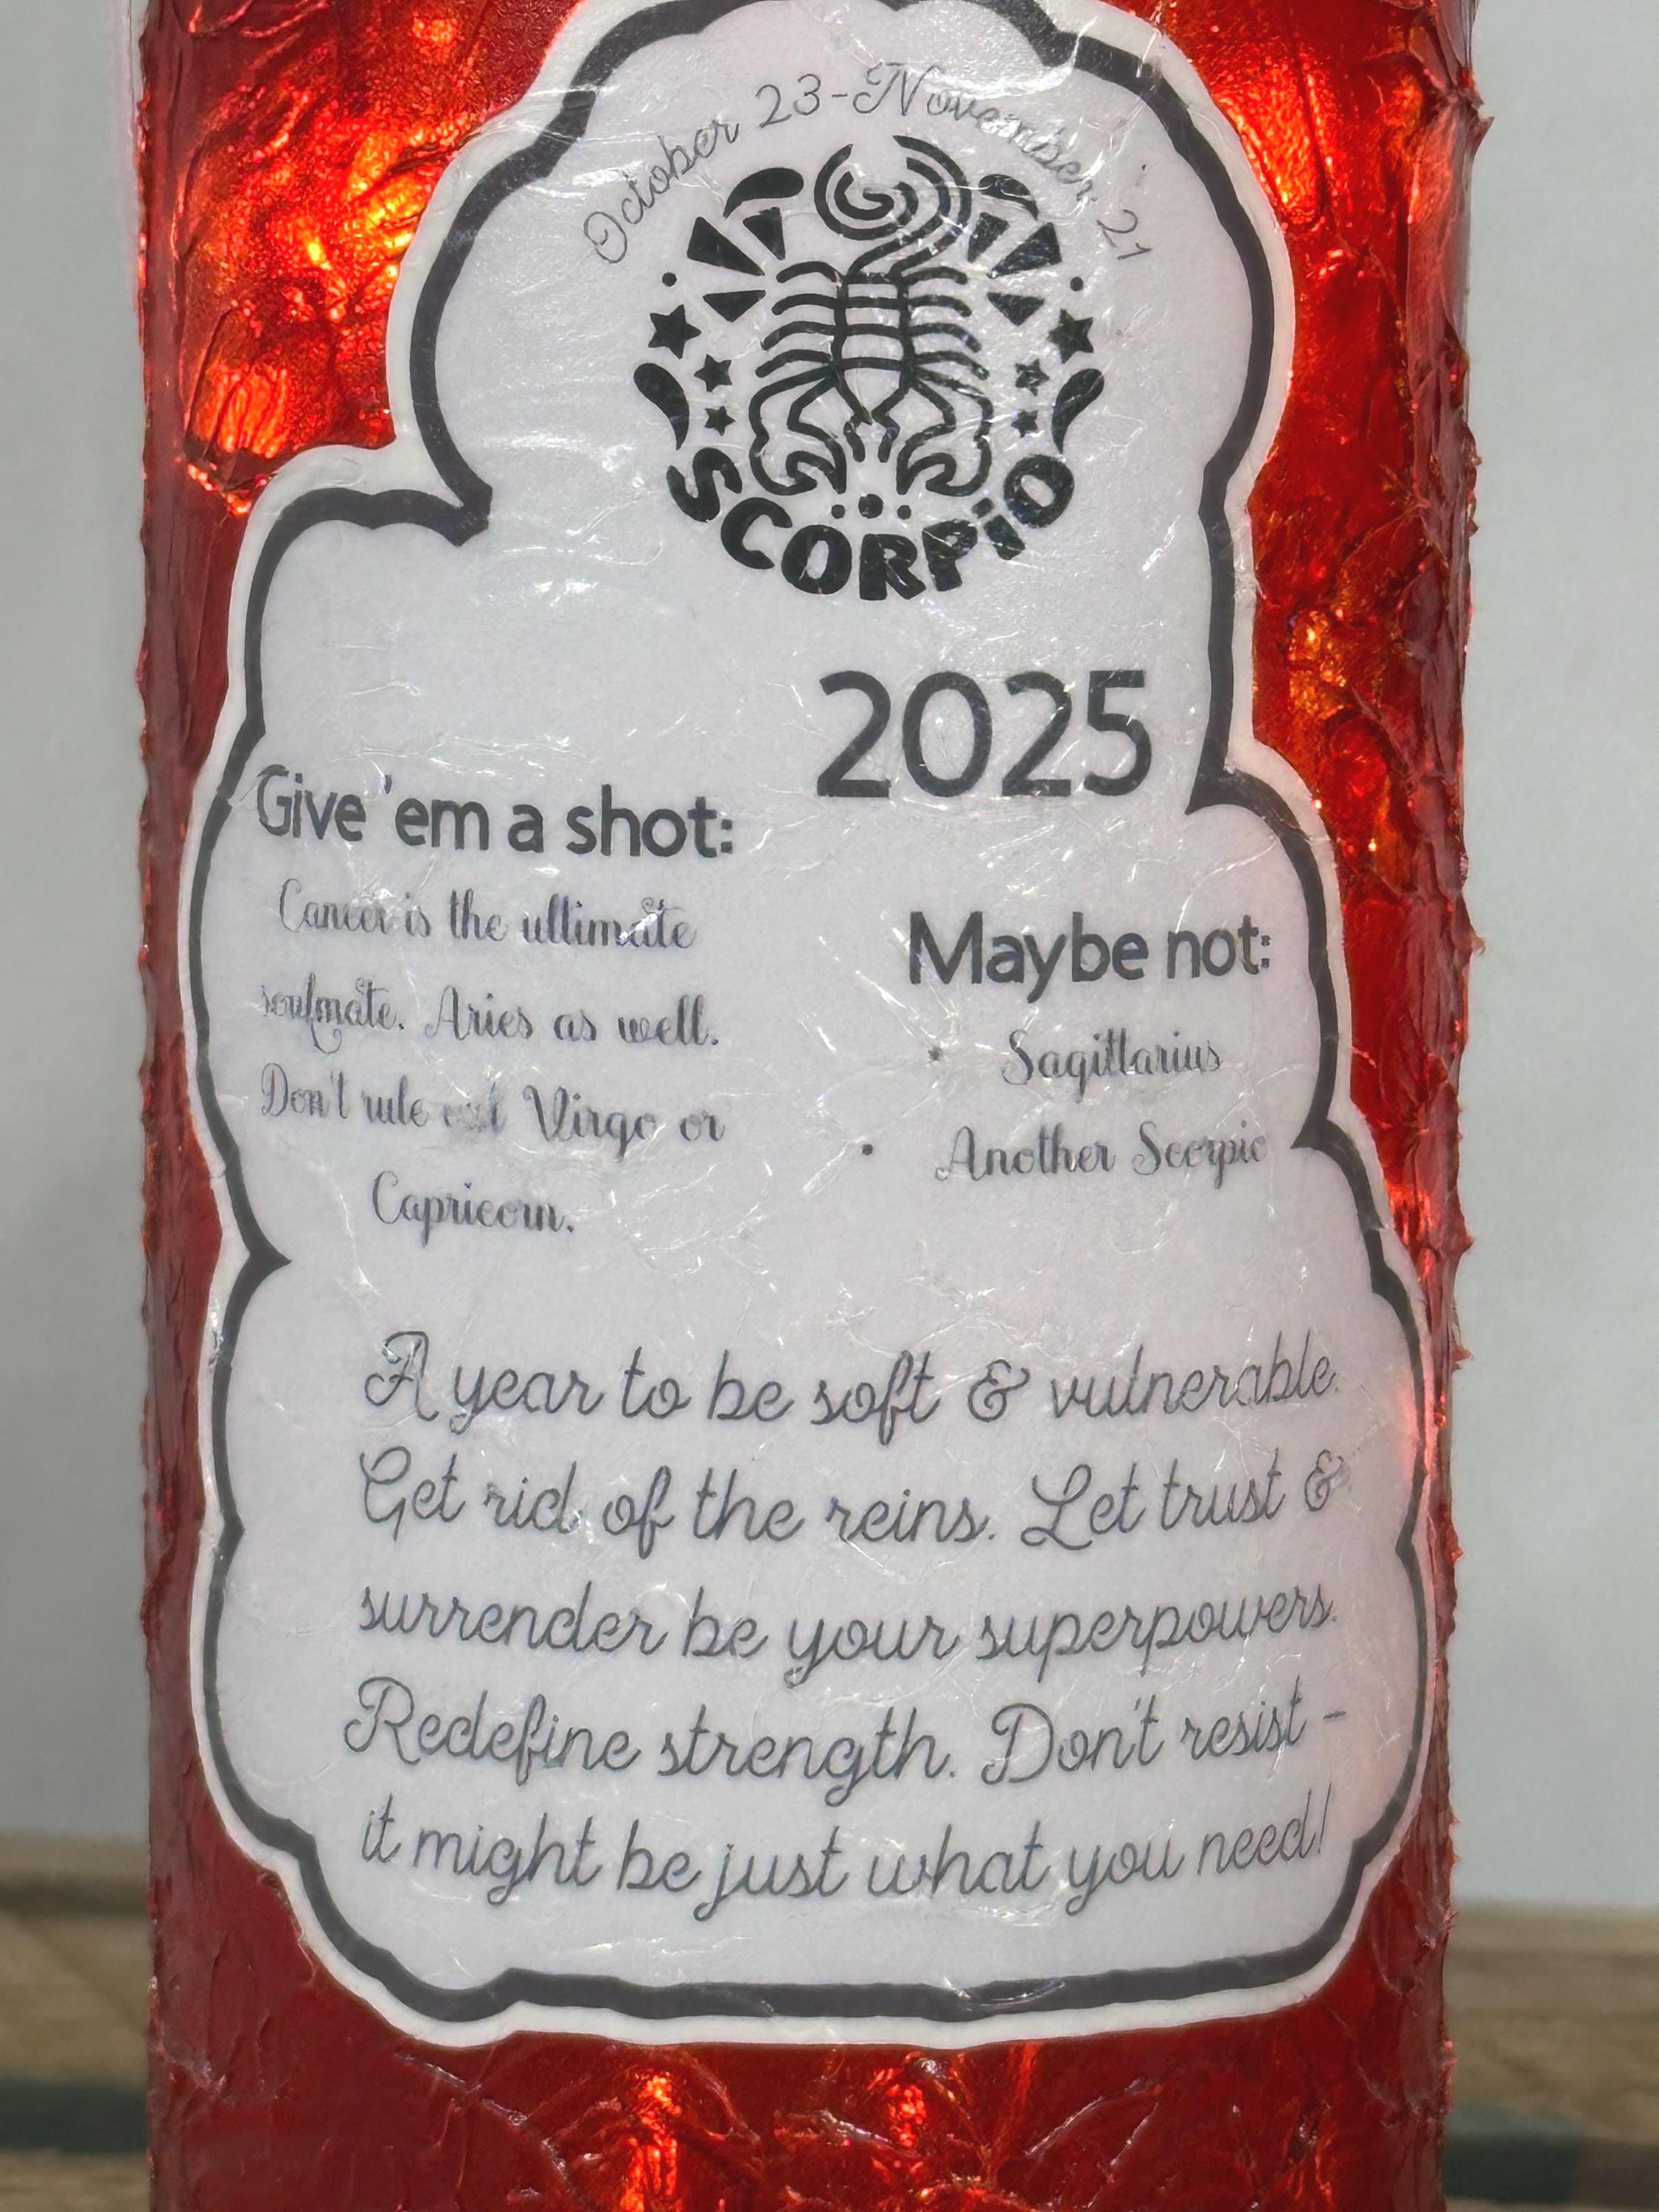 October 23-November 21
SCORPiO
2025
Give 'em a shot:
Cancer is the ultimate
soulmate. Aries as well.
Don't rule out Virgo or
Capricorn.
Maybe not:
• Sagittarius
• Another Scorpio
A year to be soft & vulnerable.
Get rid of the reins. Let trust &
surrender be your superpowers.
Redefine strength. Don't resist -
it might be just what you need!